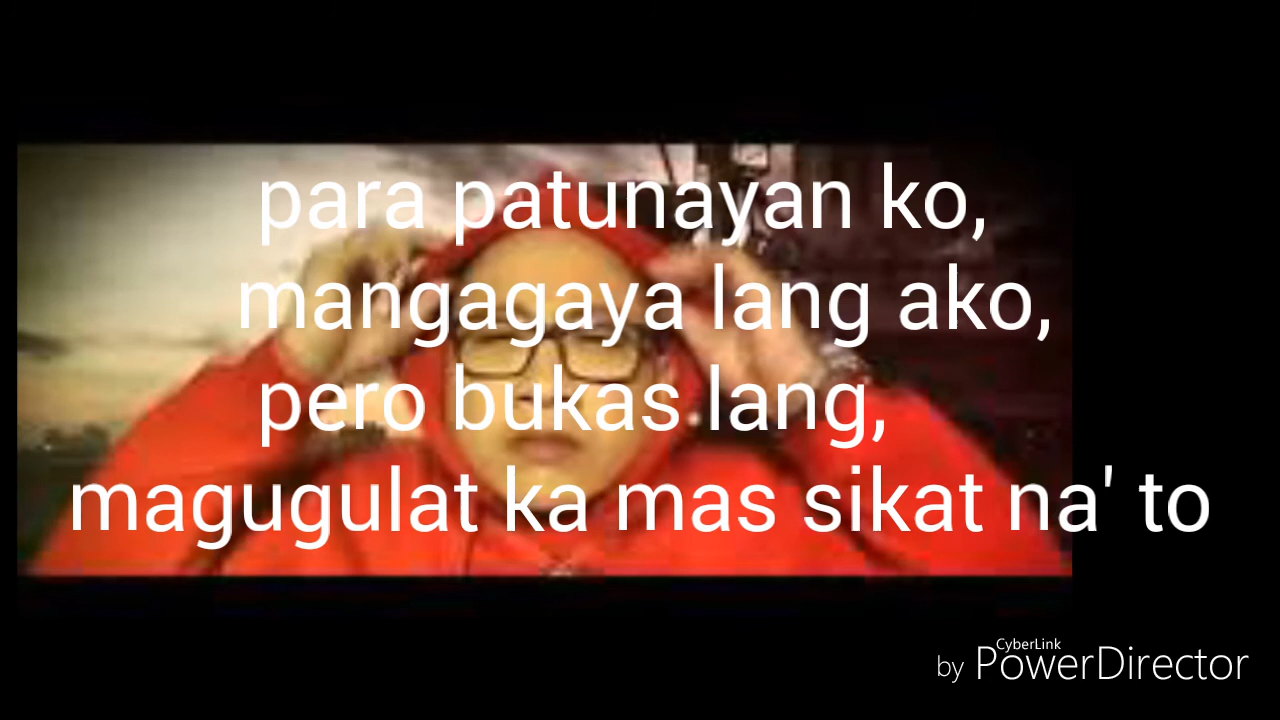 para patunayan ko,
mangagaya lang ako,
pero bukas lang,
magugulat ka mas sikat na' to
CyberLink
by PowerDirector